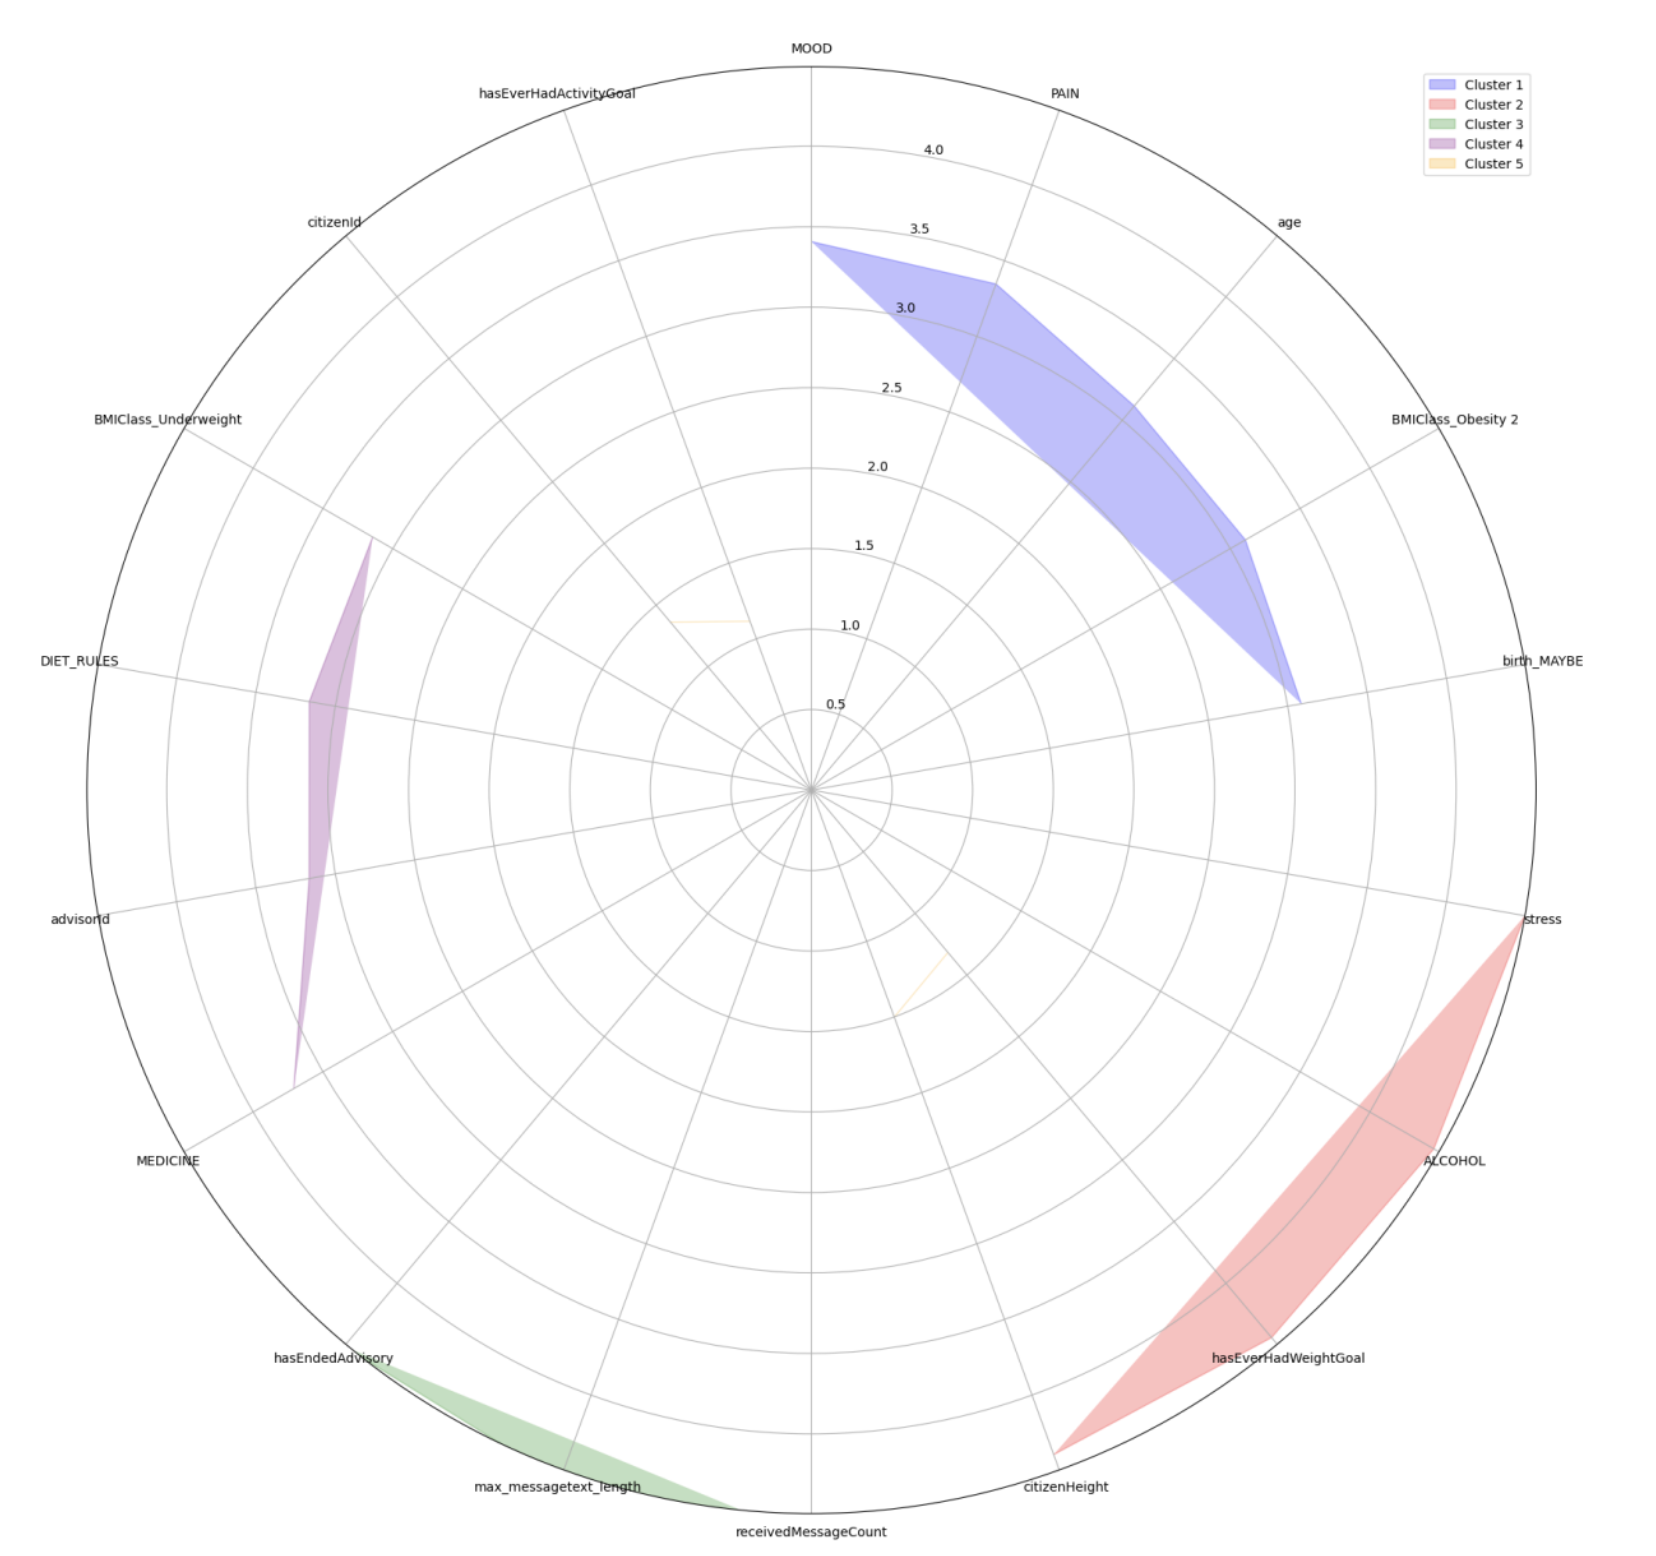 MOOD
hasEverHadActivityGoal
PAIN
Cluster 1
Cluster 2
Cluster 3
Cluster 4
Cluster 5
4.0
citizenId
age
3.5
3.0
2.5
BMIClass_Underweight
BMIClass_Obesity 2
2.0
1.5
1.0
DIET_RULES
birth_MAYBE
0.5
advisorId
stress
MEDICINE
ALCOHOL
hasEndedAdvisory
hasEverHadWeightGoal
max_messagetext_length
citizenHeight
receivedMessageCount